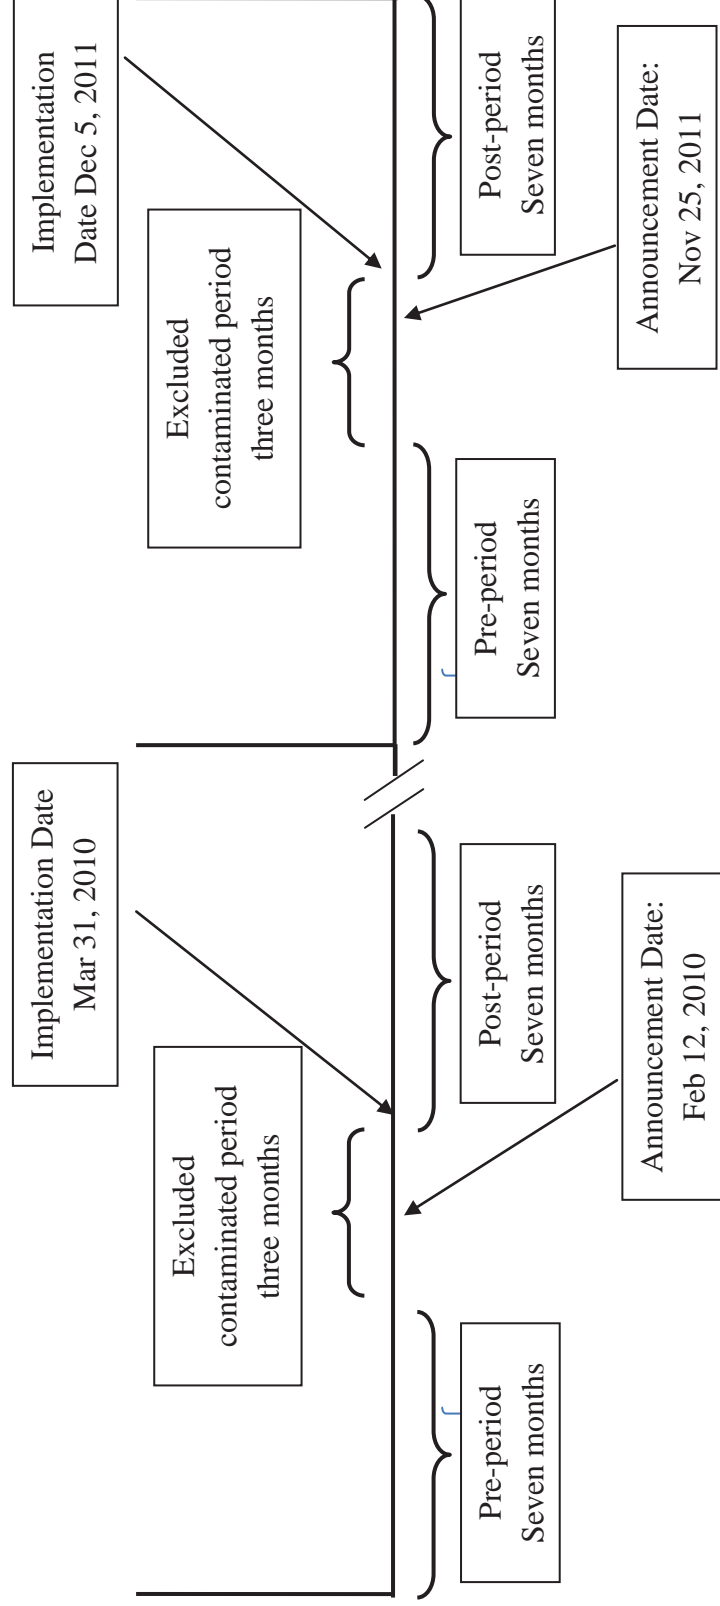 Implementation Date
Mar 31, 2010
Excluded
contaminated period
three months
Pre-period
Seven months
Post-period
Seven months
Announcement Date:
Feb 12, 2010
Implementation
Date Dec 5, 2011
Excluded
contaminated period
three months
Pre-period
Seven months
Post-period
Seven months
Announcement Date:
Nov 25, 2011